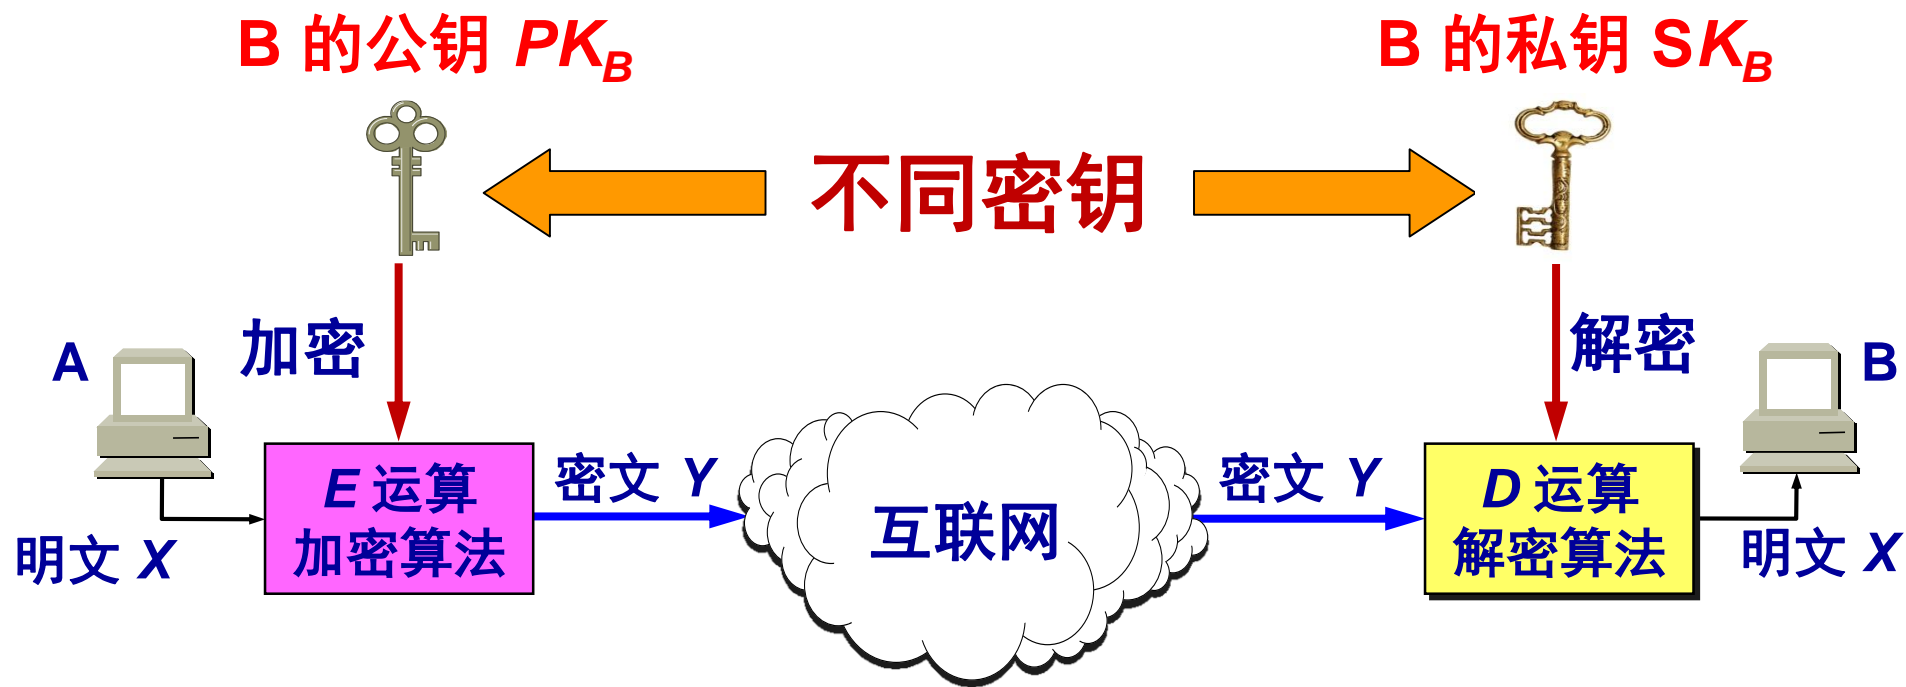 B 的公钥 PKB
B 的私钥 SKB
不同密钥
加密
解密
A
B
E 运算
加密算法
密文 Y
互联网
密文 Y
D 运算
解密算法
明文 X
明文 X